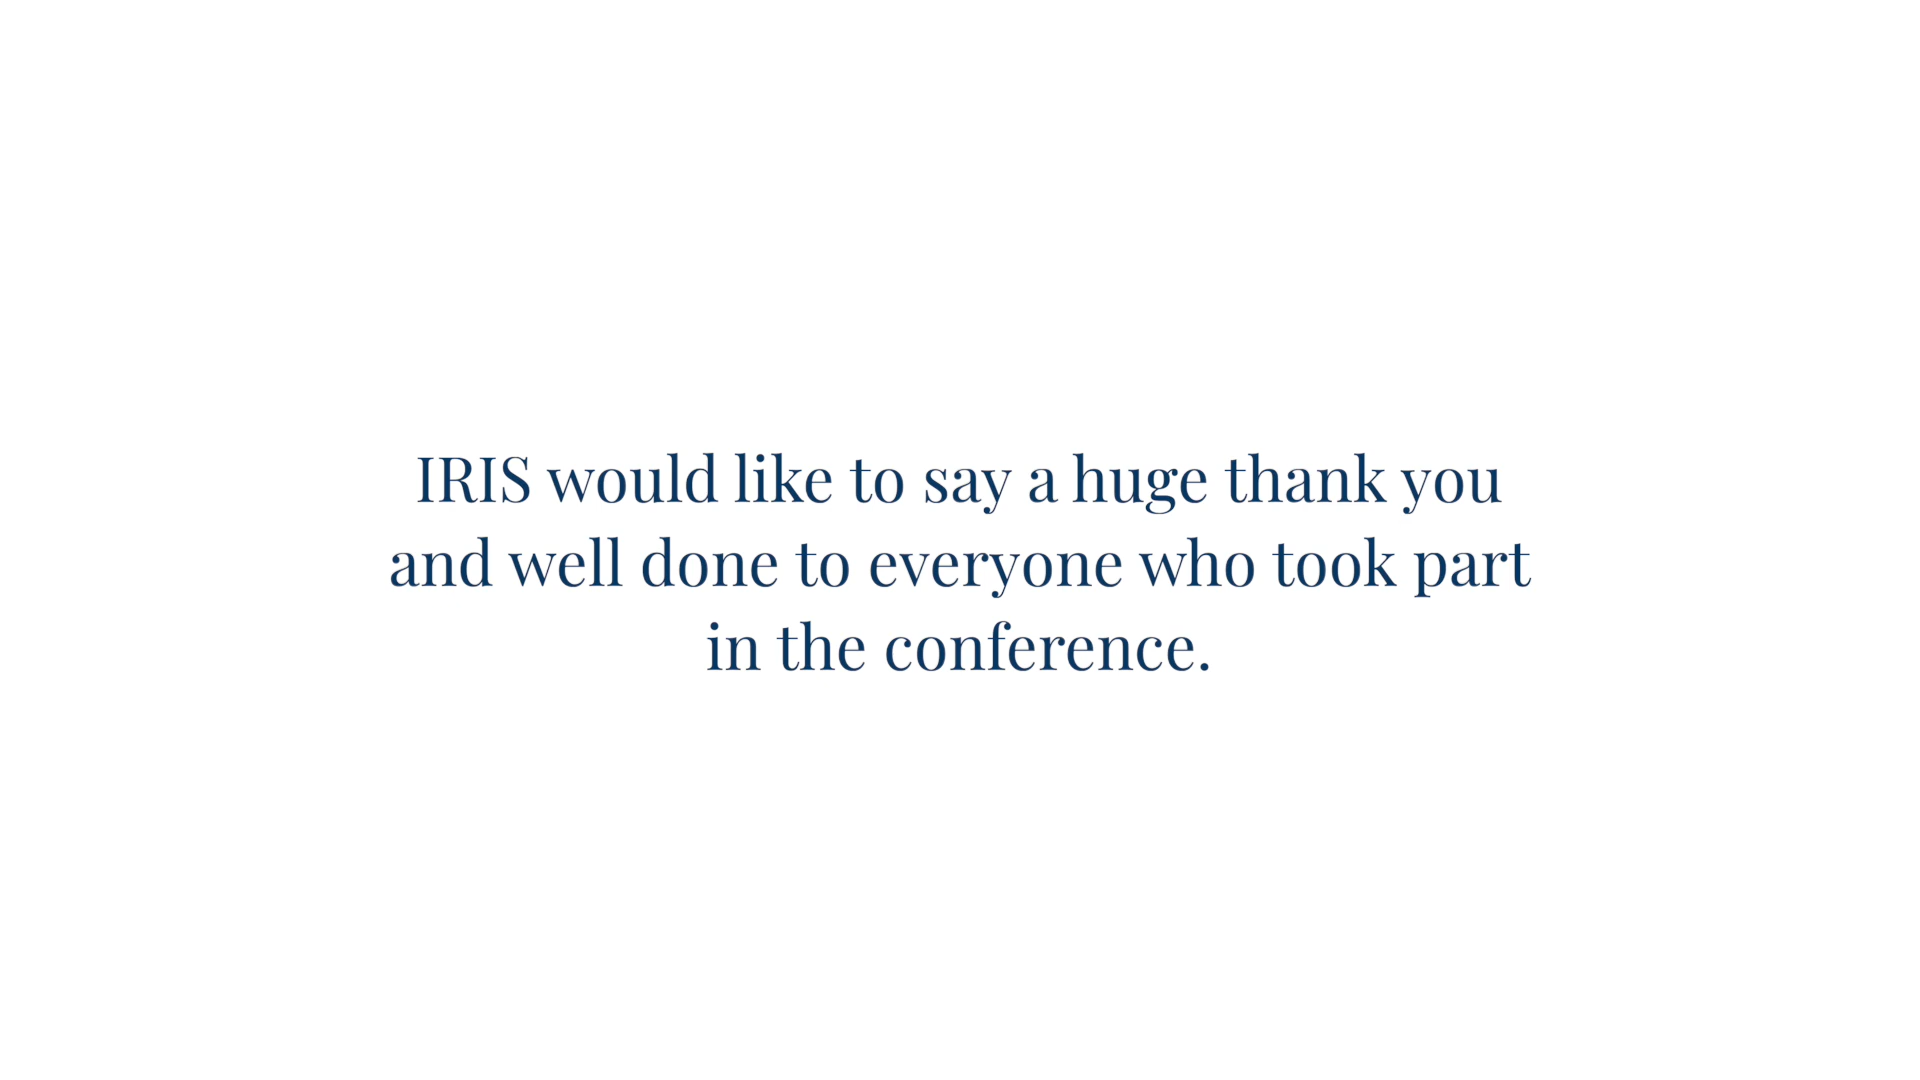 IRIS would like to say a huge thank you
and well done to everyone who took part
in the conference.